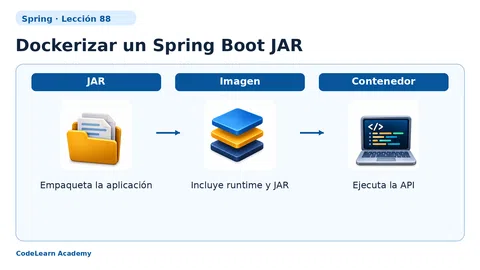 Spring · Lección 88
Dockerizar un Spring Boot JAR
JAR
Imagen
Contenedor
</>
Empaqueta la aplicación
Incluye runtime y JAR
Ejecuta la API
CodeLearn Academy